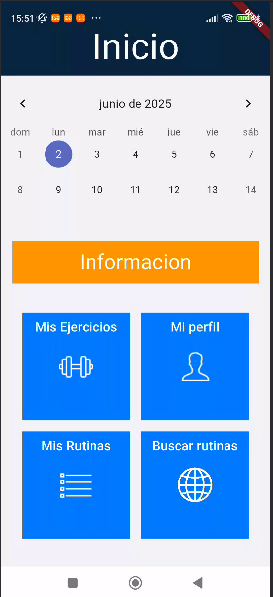 15:51
DEBUG
Inicio
junio de 2025
dom lun mar mié jue vie sáb
1 2 3 4 5 6 7
8 9 10 11 12 13 14
Informacion
Mis Ejercicios Mi perfil
Mis Rutinas Buscar rutinas